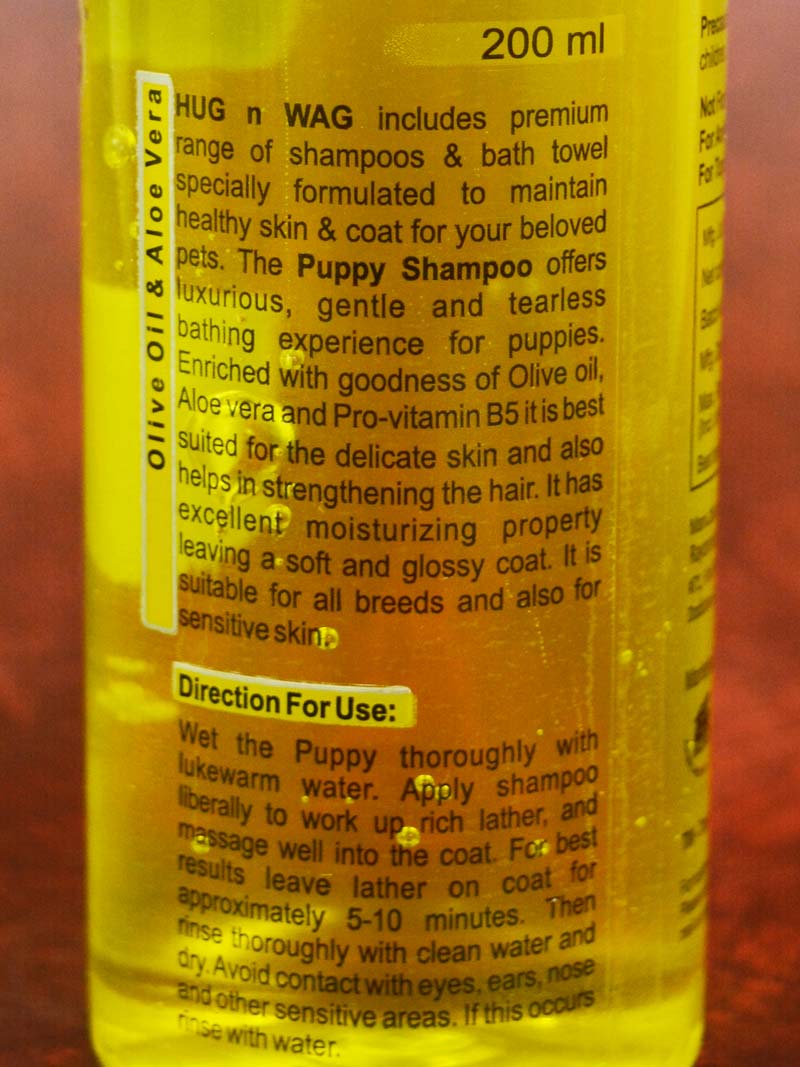 200 ml
Olive Oil & Aloe Vera
HUG n WAG includes premium
range of shampoos & bath towel
specially formulated to maintain
healthy skin & coat for your beloved
pets. The Puppy Shampoo offers
luxurious, gentle and tearless
bathing experience for puppies.
Enriched with goodness of Olive oil,
Aloe vera and Pro-vitamin B5 it is best
suited for the delicate skin and also
helps in strengthening the hair. It has
excellent moisturizing property
leaving a soft and glossy coat. It is
suitable for all breeds and also for
sensitive skin.
Direction For Use:
Wet the Puppy thoroughly with
lukewarm water. Apply shampoo
liberally to work up rich lather, and
massage well into the coat. For best
results leave lather on coat for
approximately 5-10 minutes. Then
rinse thoroughly with clean water and
dry. Avoid contact with eyes, ears, nose
and other sensitive areas. If this occurs
rinse with water.